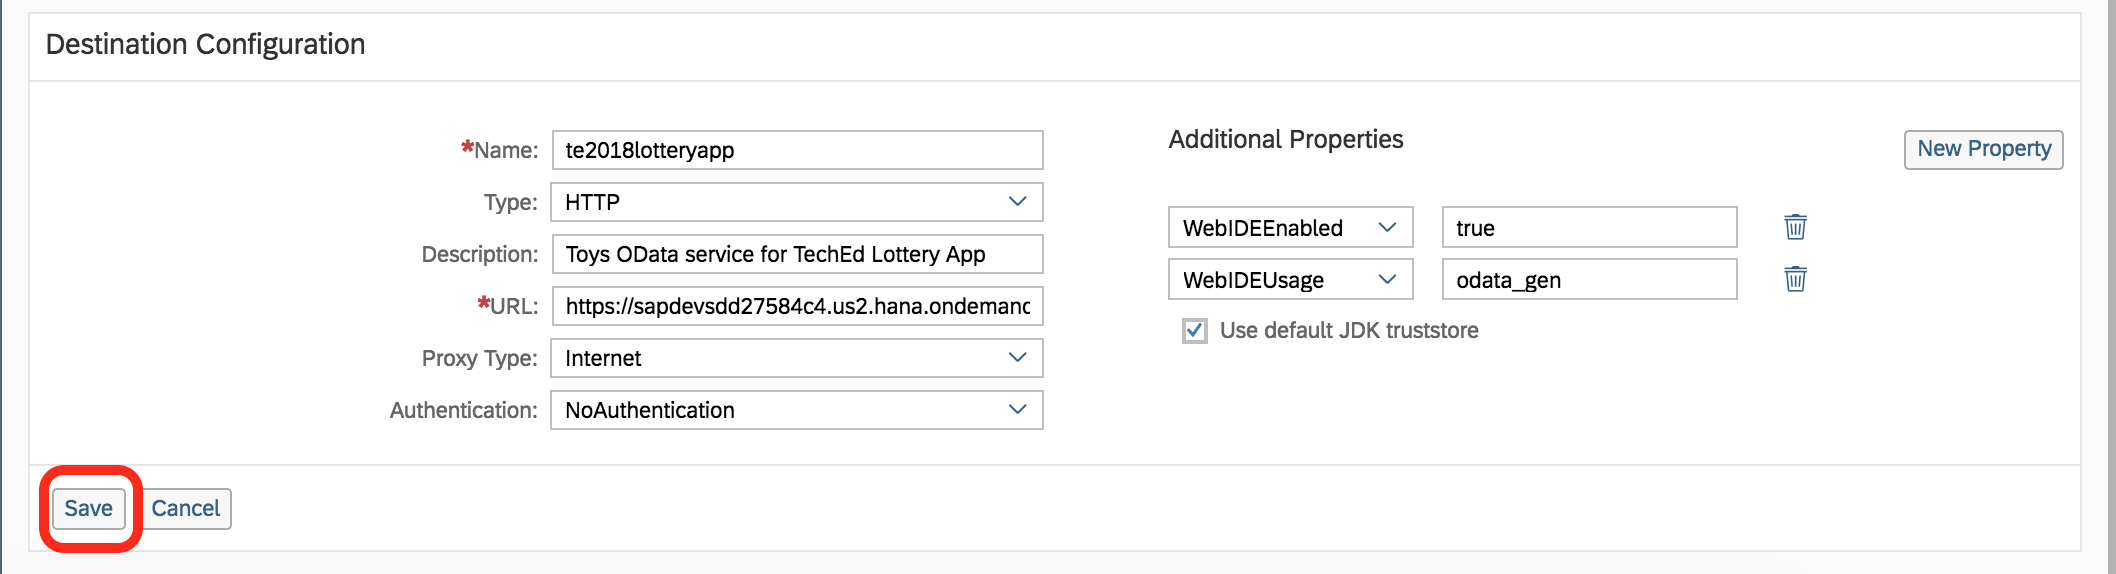 Destination Configuration
*Name: te2018lotteryapp
Type: HTTP
Description: Toys OData service for TechEd Lottery App
*URL: https://sapdevsdd27584c4.us2.hana.ondemand
Proxy Type: Internet
Authentication: NoAuthentication
Additional Properties
New Property
WebIDEEnabled true
WebIDEUsage odata_gen
Use default JDK truststore
Save Cancel